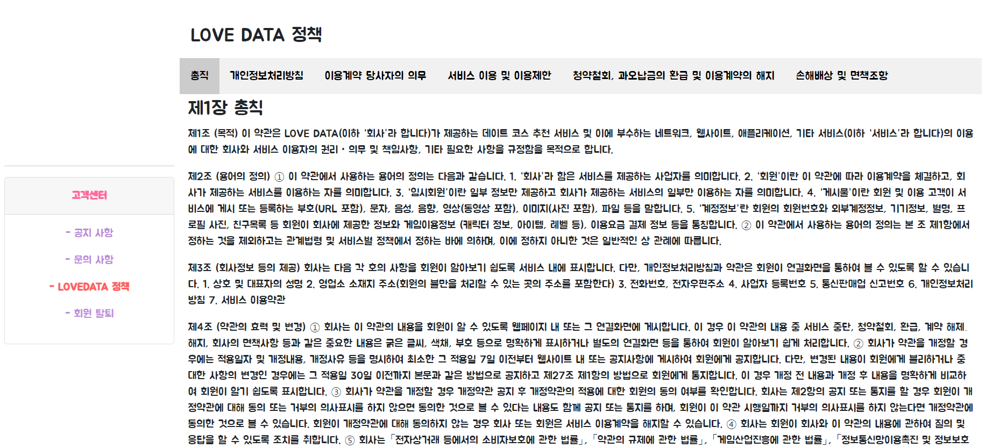 LOVE DATA 정책
총직 개인정보처리방침 이용계약 당사자의 의무 서비스 이용 및 이용제한 청약철회, 과오납금의 환급 및 이용계약의 해지 손해배상 및 면책조항
제1장 총칙
제1조 (목적) 이 약관은 LOVE DATA(이하 '회사'라 합니다)가 제공하는 데이트 코스 추천 서비스 및 이에 부수하는 네트워크, 웹사이트, 애플리케이션, 기타 서비스(이하 '서비스'라 합니다)의 이용
에 대한 회사와 서비스 이용자의 권리·의무 및 책임사항, 기타 필요한 사항을 규정함을 목적으로 합니다.
제2조 (용어의 정의) ① 이 약관에서 사용하는 용어의 정의는 다음과 같습니다. 1. '회사'라 함은 서비스를 제공하는 사업자를 의미합니다. 2. '회원'이란 이 약관에 따라 이용계약을 체결하고, 회
사가 제공하는 서비스를 이용하는 자를 의미합니다. 3. '임시회원'이란 일부 정보만 제공하고 회사가 제공하는 서비스의 일부만 이용하는 자를 의미합니다. 4. '게시물'이란 회원 및 이용 고객이 서
비스에 게시 또는 등록하는 부호(URL 포함), 문자, 음성, 음향, 영상(동영상 포함), 이미지(사진 포함), 파일 등을 말합니다. 5. '계정정보'란 회원의 회원번호와 외부계정정보, 기기정보, 별명, 프
로필 사진, 친구목록 등 회원이 회사에 제공한 정보와 게임이용정보 (캐릭터 정보, 아이템, 레벨 등), 이용요금 결제 정보 등을 통칭합니다. ② 이 약관에서 사용하는 용어의 정의는 본 조 제1항에서
정하는 것을 제외하고는 관계법령 및 서비스별 정책에서 정하는 바에 의하며, 이에 정하지 아니한 것은 일반적인 상 관례에 따릅니다.
제3조 (회사정보 등의 제공) 회사는 다음 각 호의 사항을 회원이 알아보기 쉽도록 서비스 내에 표시합니다. 다만, 개인정보처리방침과 약관은 회원이 연결화면을 통하여 볼 수 있도록 할 수 있습니
다. 1. 상호 및 대표자의 성명 2. 영업소 소재지 주소(회원의 불만을 처리할 수 있는 곳의 주소를 포함한다) 3. 전화번호, 전자우편주소 4. 사업자 등록번호 5. 통신판매업 신고번호 6. 개인정보처리
방침 7. 서비스 이용약관
제4조 (약관의 효력 및 변경) ① 회사는 이 약관의 내용을 회원이 알 수 있도록 웹페이지 내 또는 그 연결화면에 게시합니다. 이 경우 이 약관의 내용 중 서비스 중단, 청약철회, 환급, 계약 해제․
해지, 회사의 면책사항 등과 같은 중요한 내용은 굵은 글씨, 색채, 부호 등으로 명확하게 표시하거나 별도의 연결화면 등을 통하여 회원이 알아보기 쉽게 처리합니다. ② 회사가 약관을 개정할 경
우에는 적용일자 및 개정내용, 개정사유 등을 명시하여 최소한 그 적용일 7일 이전부터 웹사이트 내 또는 공지사항에 게시하여 회원에게 공지합니다. 다만, 변경된 내용이 회원에게 불리하거나 중
대한 사항의 변경인 경우에는 그 적용일 30일 이전까지 본문과 같은 방법으로 공지하고 제27조 제1항의 방법으로 회원에게 통지합니다. 이 경우 개정 전 내용과 개정 후 내용을 명확하게 비교하
여 회원이 알기 쉽도록 표시합니다. ③ 회사가 약관을 개정할 경우 개정약관 공지 후 개정약관의 적용에 대한 회원의 동의 여부를 확인합니다. 회사는 제2항의 공지 또는 통지를 할 경우 회원이 개
정약관에 대해 동의 또는 거부의 의사표시를 하지 않으면 동의한 것으로 볼 수 있다는 내용도 함께 공지 또는 통지를 하며, 회원이 이 약관 시행일까지 거부의 의사표시를 하지 않는다면 개정약관에
동의한 것으로 볼 수 있습니다. 회원이 개정약관에 대해 동의하지 않는 경우 회사 또는 회원은 서비스 이용계약을 해지할 수 있습니다. ④ 회사는 회원이 회사와 이 약관의 내용에 관하여 질의 및
응답을 할 수 있도록 조치를 취합니다. ⑤ 회사는 「전자상거래 등에서의 소비자보호에 관한 법률」, 「약관의 규제에 관한 법률」, 「게임산업진흥에 관한 법률」, 「정보통신망이용촉진 및 정보보호
고객센터
- 공지 사항
- 문의 사항
- LOVEDATA 정책
- 회원 탈퇴